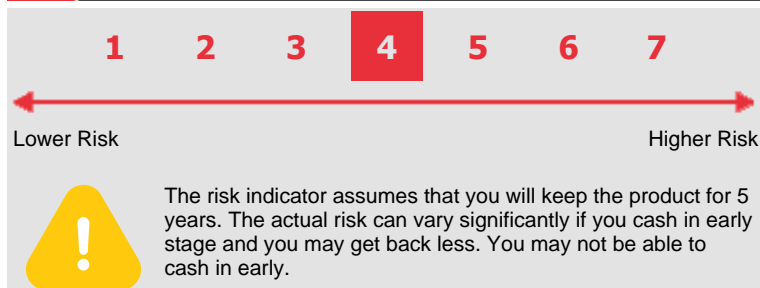 1 2 3 4 5 6 7
Lower Risk Higher Risk
The risk indicator assumes that you will keep the product for 5
years. The actual risk can vary significantly if you cash in early
stage and you may get back less. You may not be able to
cash in early.